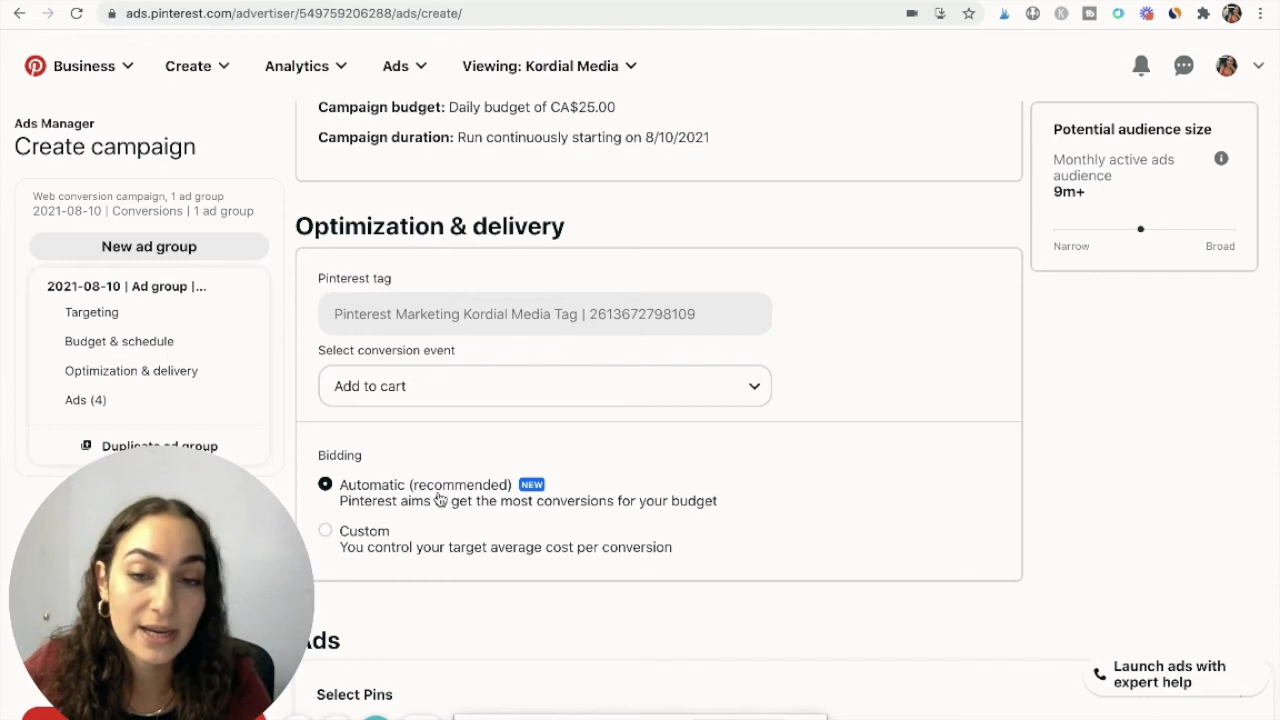 ads.pinterest.com/advertiser/549759206288/ads/create/
Business
Create
Analytics
Ads
Viewing: Kordial Media
Ads Manager
Create campaign
Web conversion campaign, 1 ad group
2021-08-10 | Conversions | 1 ad group
New ad group
2021-08-10 | Ad group |...
Targeting
Budget & schedule
Optimization & delivery
Ads (4)
Duplicate ad group
Campaign budget: Daily budget of CA$25.00
Campaign duration: Run continuously starting on 8/10/2021
Optimization & delivery
Pinterest tag
Pinterest Marketing Kordial Media Tag | 2613672798109
Select conversion event
Add to cart
Bidding
Automatic (recommended) NEW
Pinterest aims get the most conversions for your budget
Custom
You control your target average cost per conversion
Ads
Select Pins
Potential audience size
Monthly active ads
audience
9m+
Narrow
Broad
Launch ads with
expert help